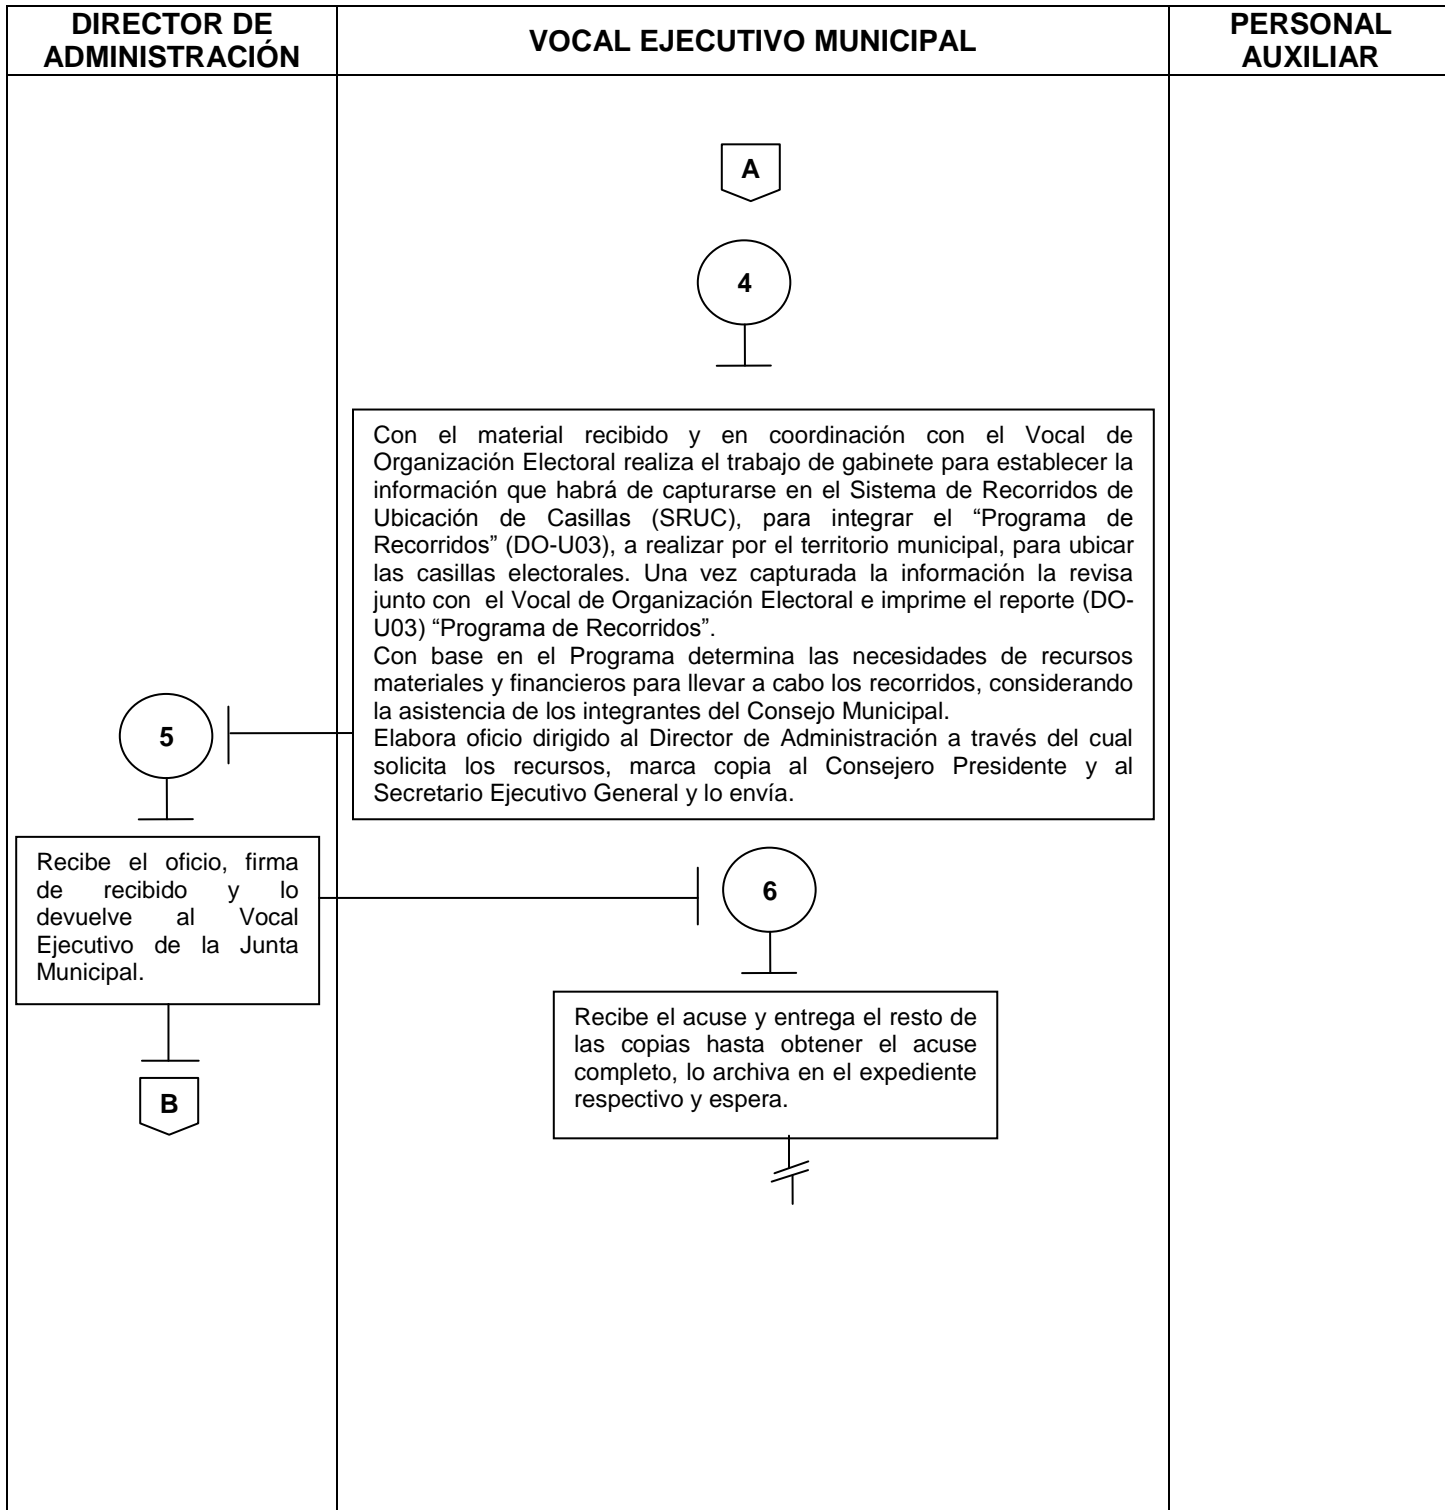 DIRECTOR DE
ADMINISTRACIÓN
VOCAL EJECUTIVO MUNICIPAL
PERSONAL
AUXILIAR
A
4
Con el material recibido y en coordinación con el Vocal de
Organización Electoral realiza el trabajo de gabinete para establecer la
información que habrá de capturarse en el Sistema de Recorridos de
Ubicación de Casillas (SRUC), para integrar el “Programa de
Recorridos” (DO-U03), a realizar por el territorio municipal, para ubicar
las casillas electorales. Una vez capturada la información la revisa
junto con el Vocal de Organización Electoral e imprime el reporte (DO-
U03) “Programa de Recorridos”.
Con base en el Programa determina las necesidades de recursos
materiales y financieros para llevar a cabo los recorridos, considerando
la asistencia de los integrantes del Consejo Municipal.
Elabora oficio dirigido al Director de Administración a través del cual
solicita los recursos, marca copia al Consejero Presidente y al
Secretario Ejecutivo General y lo envía.
5
Recibe el oficio, firma
de recibido y lo
devuelve al Vocal
Ejecutivo de la Junta
Municipal.
B
6
Recibe el acuse y entrega el resto de
las copias hasta obtener el acuse
completo, lo archiva en el expediente
respectivo y espera.